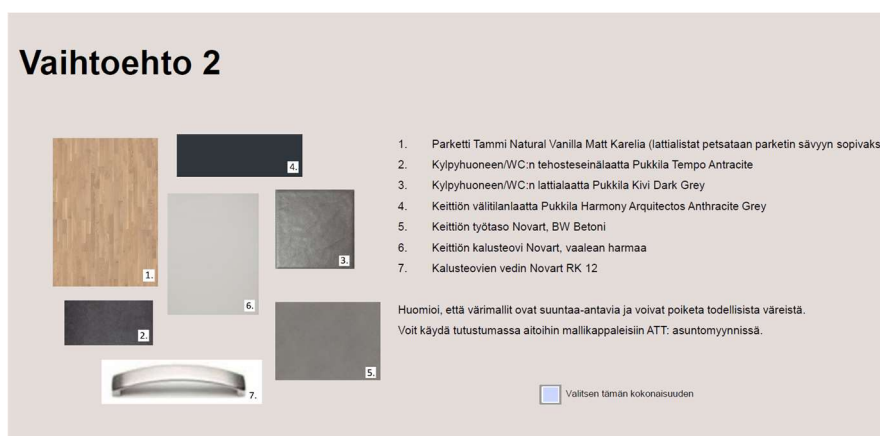 Vaihtoehto 2
1. Parketti Tammi Natural Vanilla Matt Karelia (lattialistat petsataan parketin sävyyn sopivaks
2. Kylpyhuoneen/WC:n tehosteseinälaatta Pukkila Tempo Antracite
3. Kylpyhuoneen/WC:n lattialaatta Pukkila Kivi Dark Grey
4. Keittiön välitilanlaatta Pukkila Harmony Arquitectos Anthracite Grey
5. Keittiön työtaso Novart, BW Betoni
6. Keittiön kalusteovi Novart, vaalean harmaa
7. Kalusteovien vedin Novart RK 12
Huomioi, että värimallit ovat suuntaa-antavia ja voivat poiketa todellisista väreistä.
Voit käydä tutustumassa aitoihin mallikappaleisiin ATT: asuntomyynnissä.
Valitsen tämän kokonaisuuden
4.
1.
3.
6.
2.
5.
7.